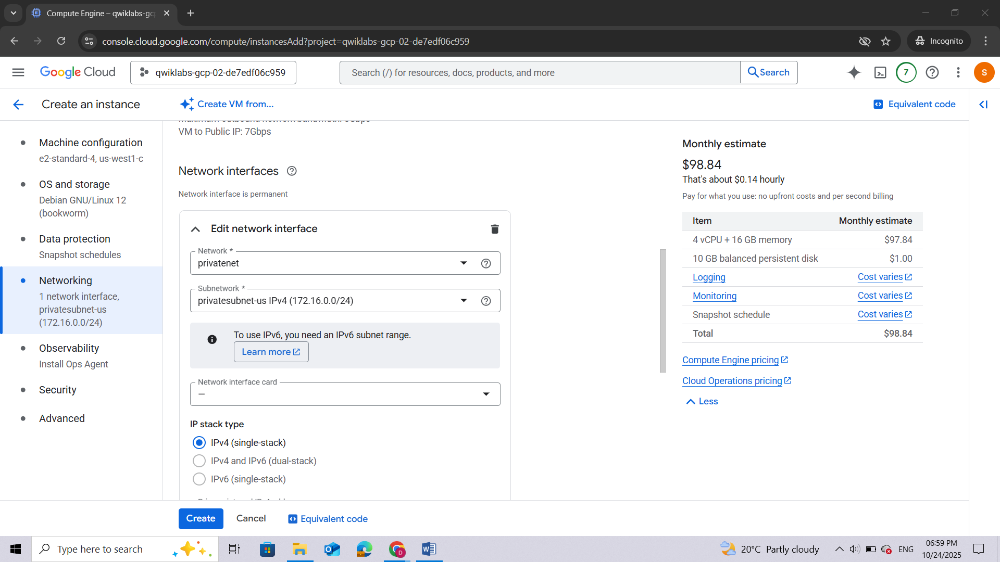 Compute Engine – qwiklabs-gcp
console.cloud.google.com/compute/instancesAdd?project=qwiklabs-gcp-02-de7edf06c959
Incognito
Google Cloud
qwiklabs-gcp-02-de7edf06c959
Search (/) for resources, docs, products, and more
Search
7
S
Create an instance
Create VM from...
Equivalent code
Machine configuration
e2-standard-4, us-west1-c
OS and storage
Debian GNU/Linux 12
(bookworm)
Data protection
Snapshot schedules
Networking
1 network interface,
privatesubnet-us
(172.16.0.0/24)
Observability
Install Ops Agent
Security
Advanced
VM to Public IP: 7Gbps
Network interfaces
Network interface is permanent
Edit network interface
Network *
privatenet
Subnetwork *
privatesubnet-us IPv4 (172.16.0.0/24)
To use IPv6, you need an IPv6 subnet range.
Learn more
Network interface card
–
IP stack type
IPv4 (single-stack)
IPv4 and IPv6 (dual-stack)
IPv6 (single-stack)
Create
Cancel
Equivalent code
Monthly estimate
$98.84
That's about $0.14 hourly
Pay for what you use: no upfront costs and per second billing
Item Monthly estimate
4 vCPU + 16 GB memory $97.84
10 GB balanced persistent disk $1.00
Logging Cost varies
Monitoring Cost varies
Snapshot schedule Cost varies
Total $98.84
Compute Engine pricing
Cloud Operations pricing
Less
Type here to search
20°C Partly cloudy
ENG
06:59 PM
10/24/2025